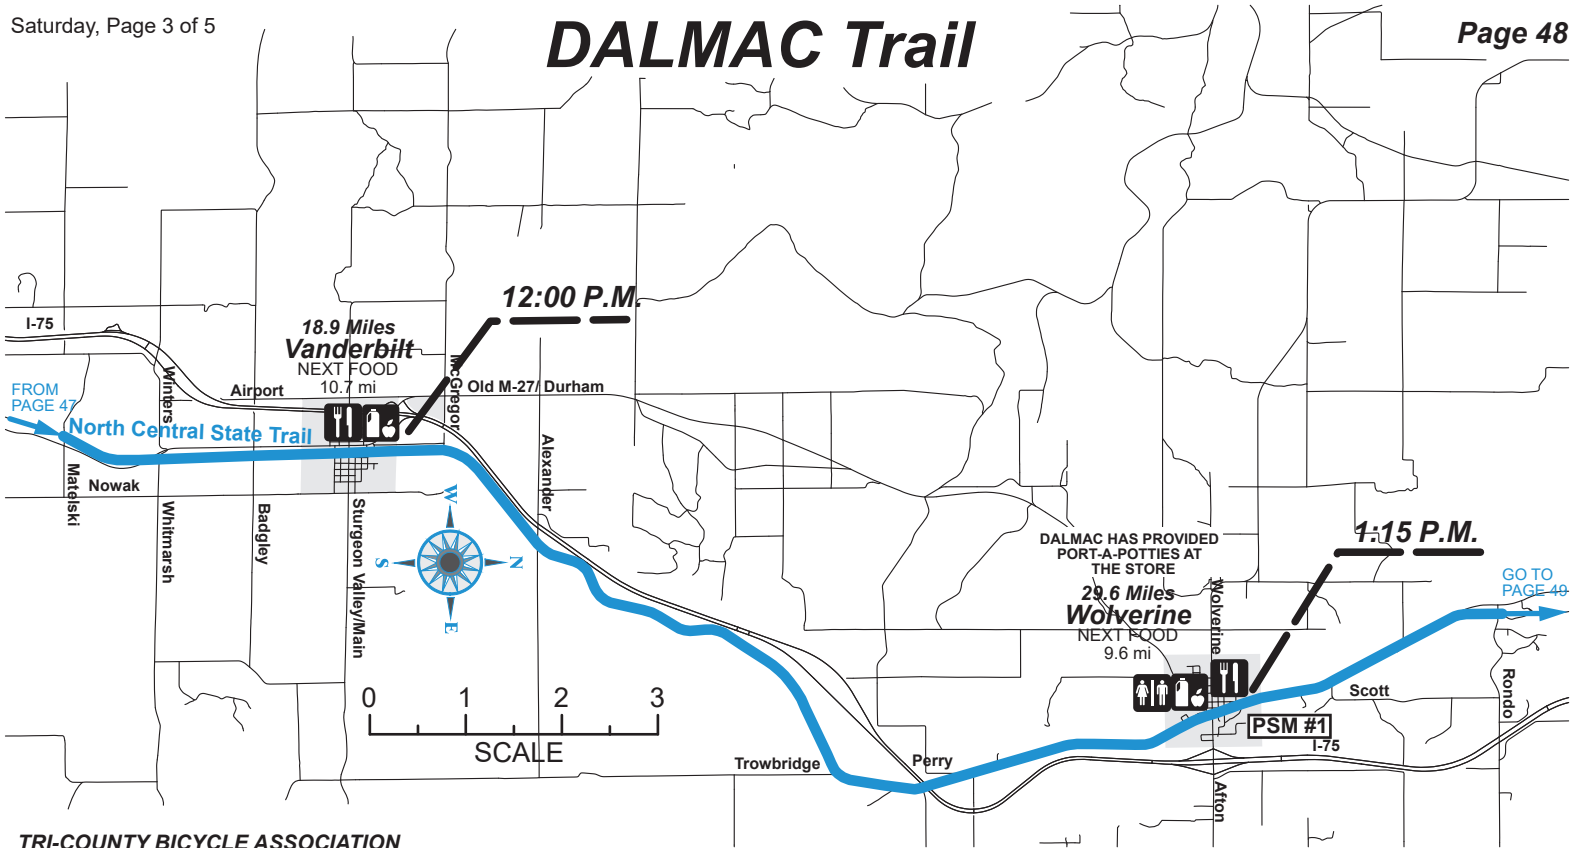 Saturday, Page 3 of 5
DALMAC Trail
Page 48
12:00 P.M.
I-75
18.9 Miles
Vanderbilt
NEXT FOOD
10.7 mi
McGregor
Winters
Airport
Old M-27/ Durham
FROM
PAGE 47
North Central State Trail
Matelski
Nowak
Whitmarsh
Badgley
Sturgeon Valley/Main
Alexander
W
S
N
E
DALMAC HAS PROVIDED
PORT-A-POTTIES AT
THE STORE
29.6 Miles
Wolverine
NEXT FOOD
9.6 mi
Wolverine
1:15 P.M.
GO TO
PAGE 49
Scott
Rondo
PSM #1
I-75
Afton
Perry
Trowbridge
0 1 2 3
SCALE
TRI-COUNTY BICYCLE ASSOCIATION